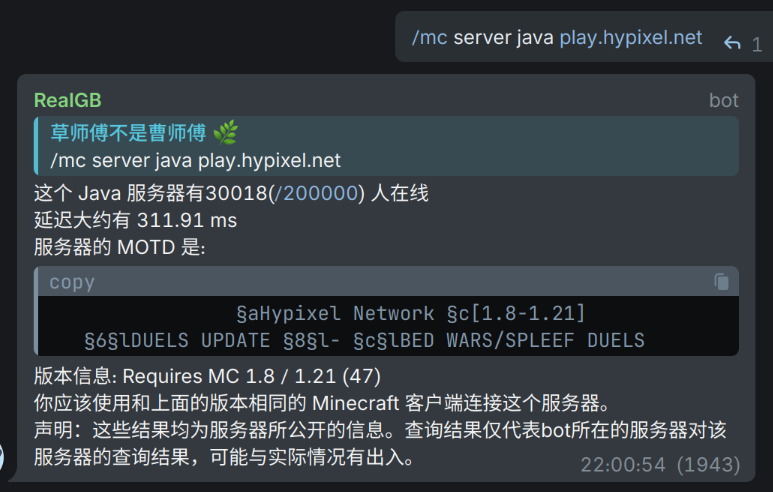 /mc server java play.hypixel.net 1
RealGB bot
草师傅不是曹师傅 🌿
/mc server java play.hypixel.net
这个 Java 服务器有30018(/200000) 人在线
延迟大约有 311.91 ms
服务器的 MOTD 是:
copy
§aHypixel Network §c[1.8-1.21]
§6§lDUELS UPDATE §8§l- §c§lBED WARS/SPLEEF DUELS
版本信息: Requires MC 1.8 / 1.21 (47)
你应该使用和上面的版本相同的 Minecraft 客户端连接这个服务器。
声明：这些结果均为服务器所公开的信息。查询结果仅代表bot所在的服务器对该
服务器的查询结果，可能与实际情况有出入。
22:00:54 (1943)